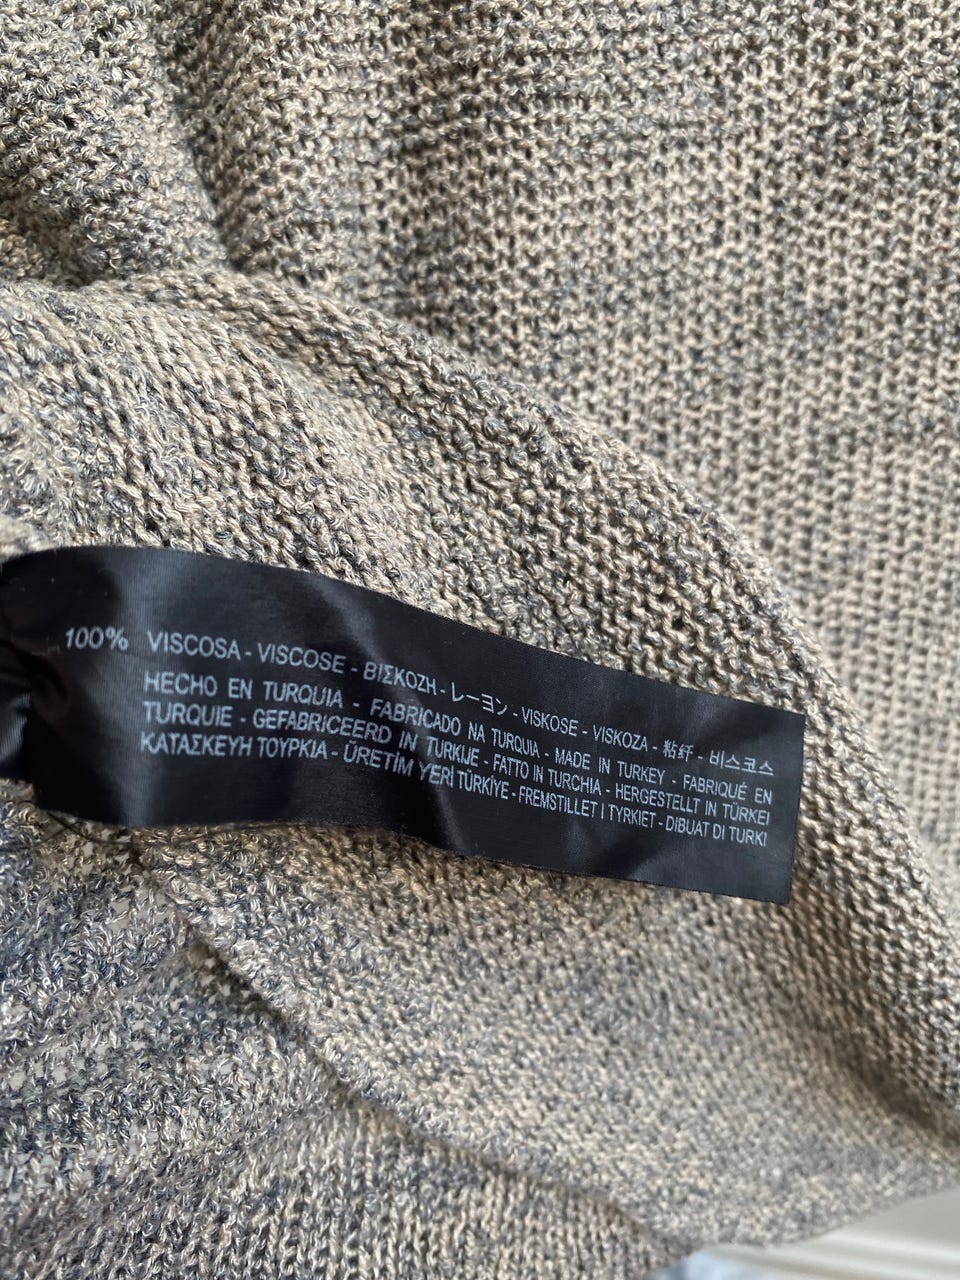 100% VISCOSA - VISCOSE - ΒΙΣΚΟΖΗ - レーヨン - VISKOSE - VISKOZA - 粘纤 - 비스코스
HECHO EN TURQUIA - FABRICADO NA TURQUIA - MADE IN TURKEY - FABRIQUÉ EN
TURQUIE - GEFABRICEERD IN TURKIJE - FATTO IN TURCHIA - HERGESTELLT IN TÜRKEI
ΚΑΤΑΣΚΕΥΗ ΤΟΥΡΚΙΑ - ÜRETİM YERİ TÜRKİYE - FREMSTILLET I TYRKIET - DIBUAT DI TURKI